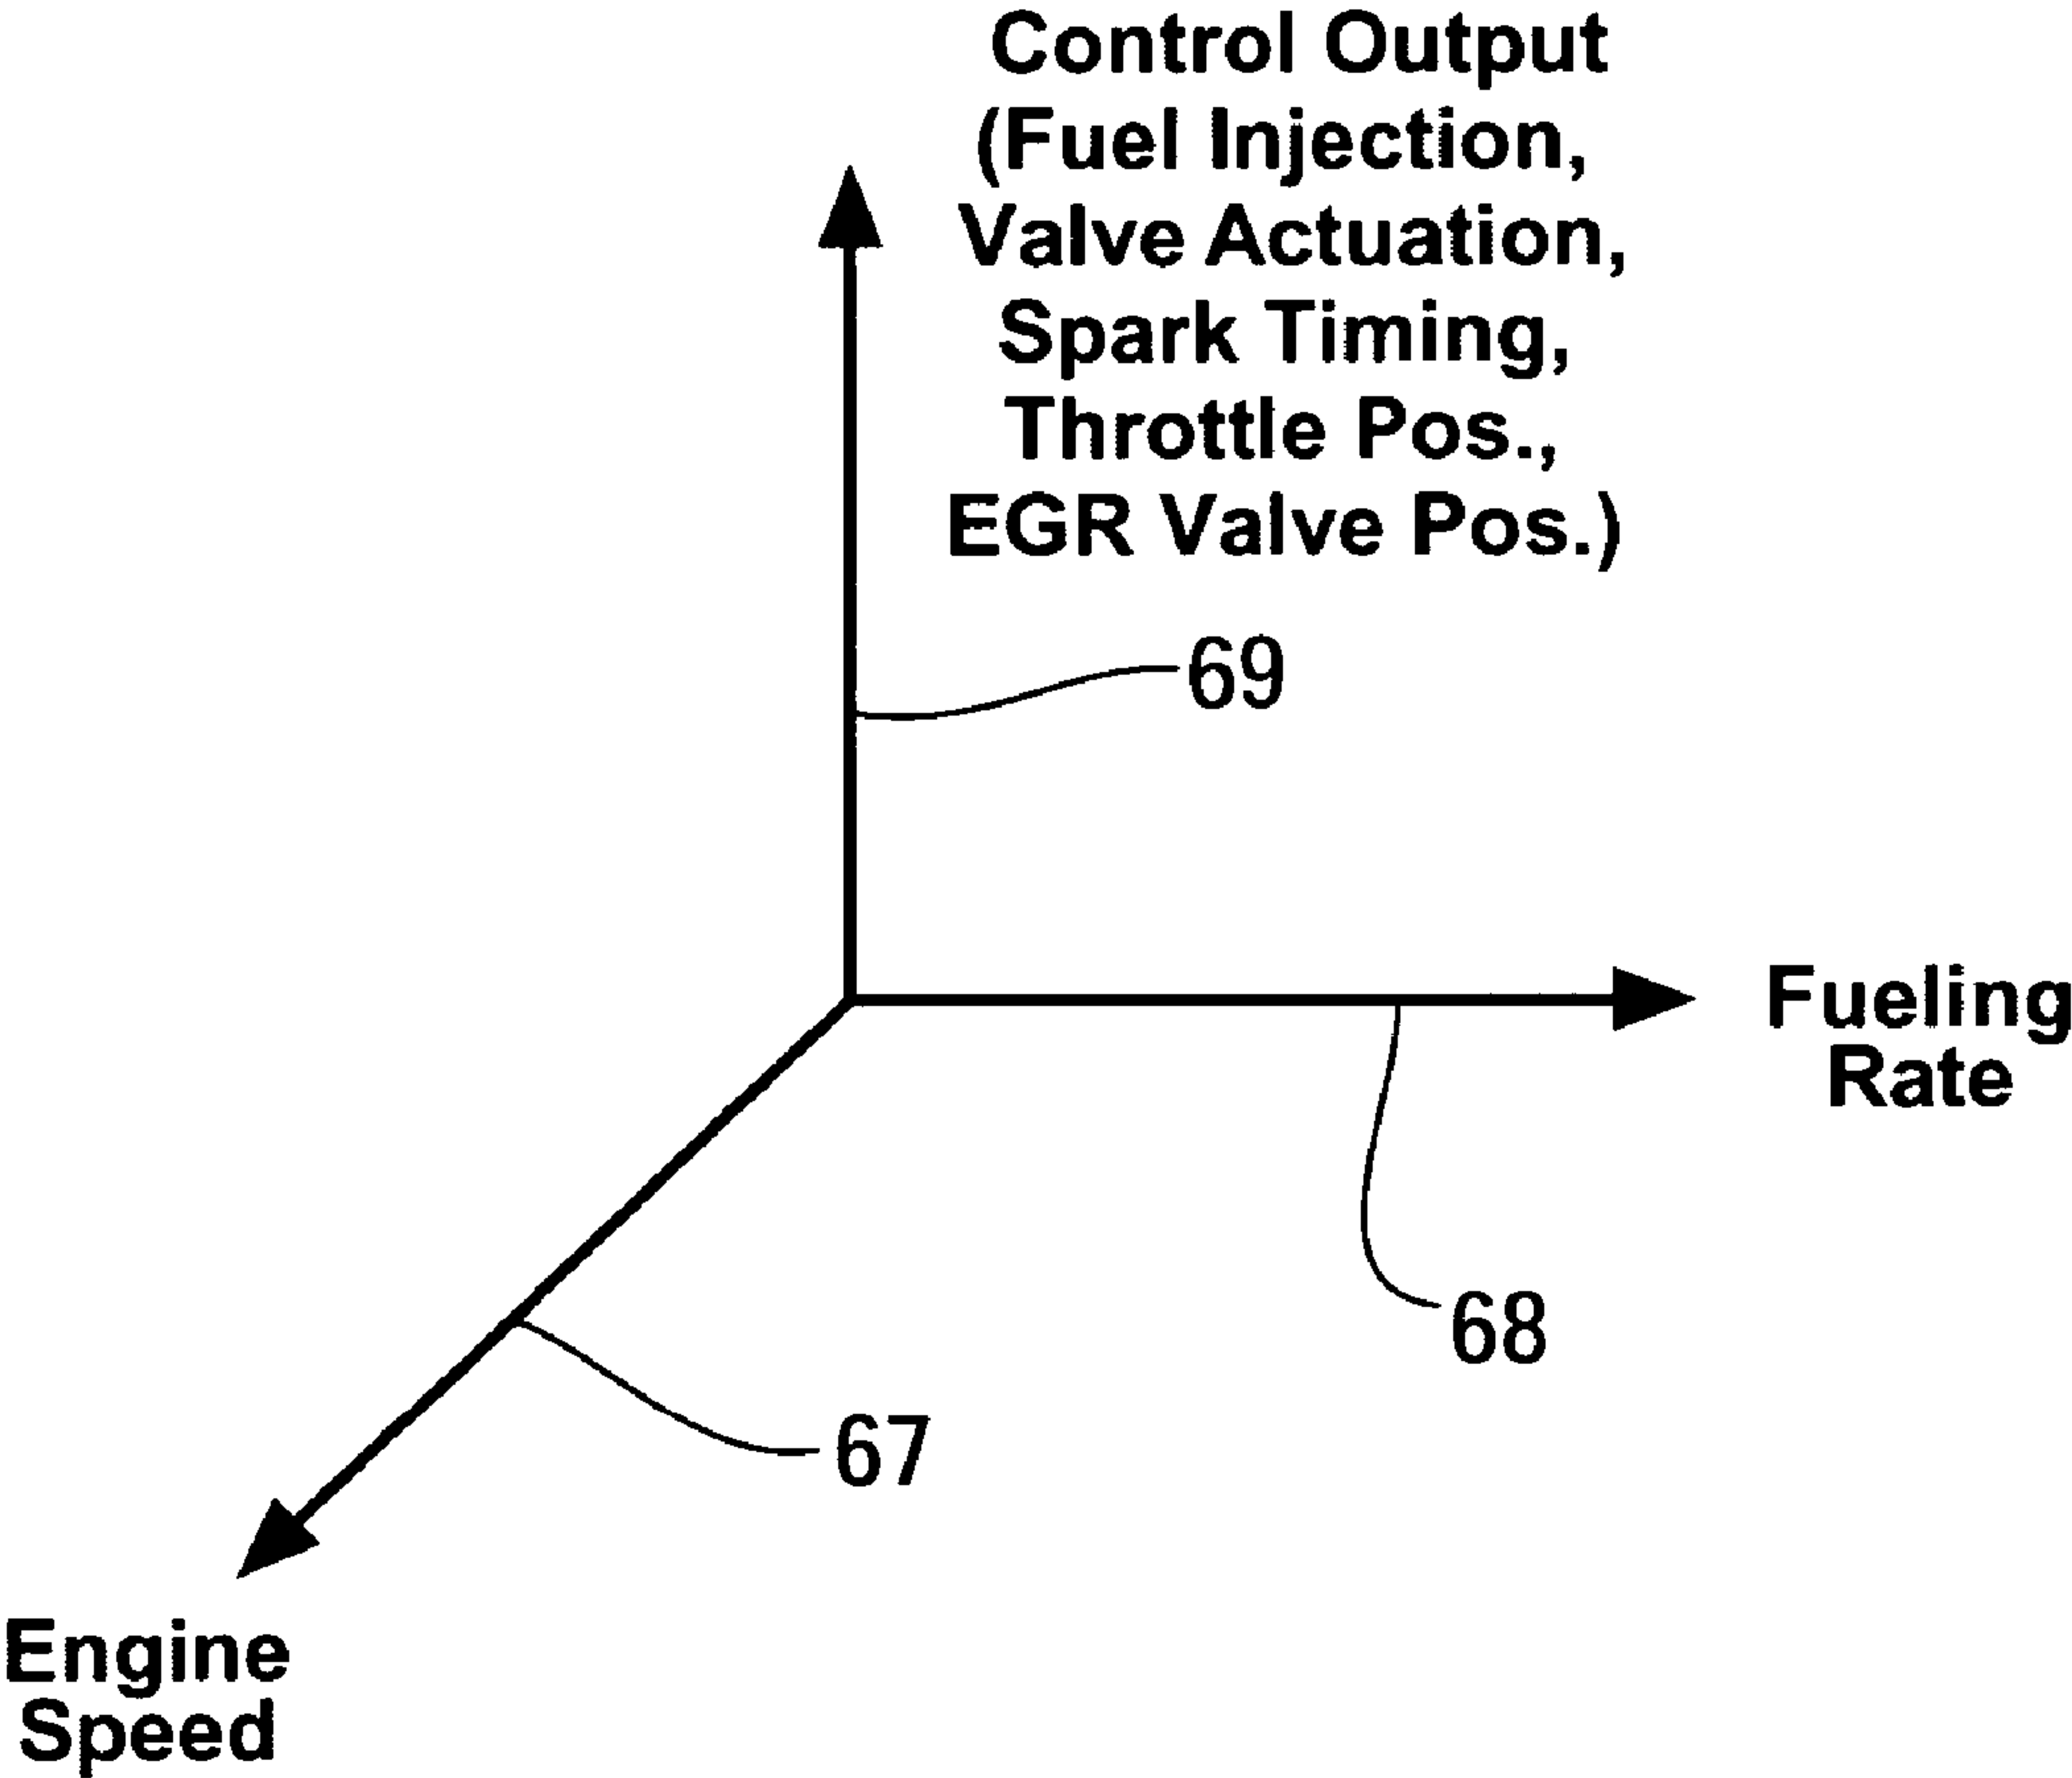 Control Output
(Fuel Injection,
Valve Actuation,
Spark Timing,
Throttle Pos.,
EGR Valve Pos.)
69
Fueling
Rate
68
67
Engine
Speed